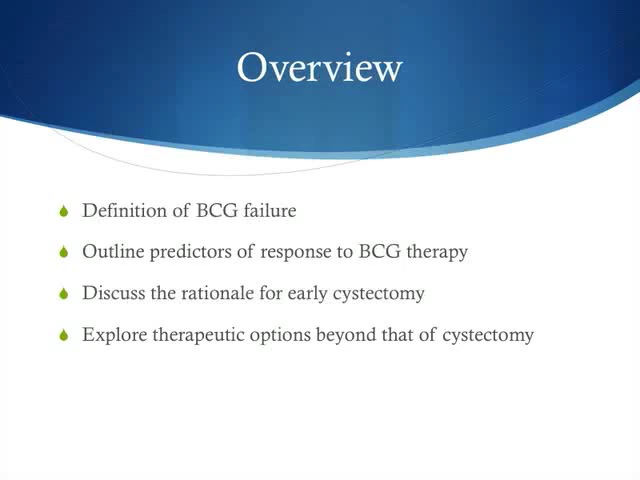 Overview
Definition of BCG failure
Outline predictors of response to BCG therapy
Discuss the rationale for early cystectomy
Explore therapeutic options beyond that of cystectomy